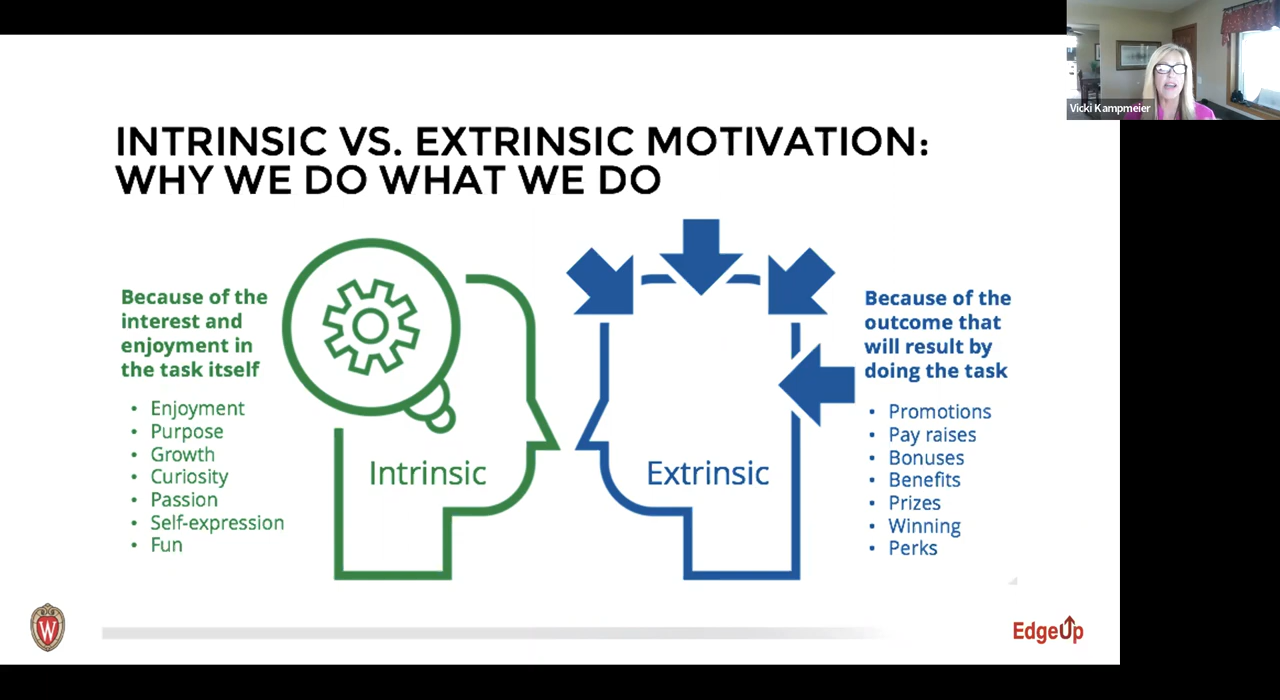 Vicki Kampmeier
INTRINSIC VS. EXTRINSIC MOTIVATION:
WHY WE DO WHAT WE DO
Because of the
interest and
enjoyment in
the task itself
• Enjoyment
• Purpose
• Growth
• Curiosity
• Passion
• Self-expression
• Fun
Intrinsic
Extrinsic
Because of the
outcome that
will result by
doing the task
• Promotions
• Pay raises
• Bonuses
• Benefits
• Prizes
• Winning
• Perks
W
EdgeUp